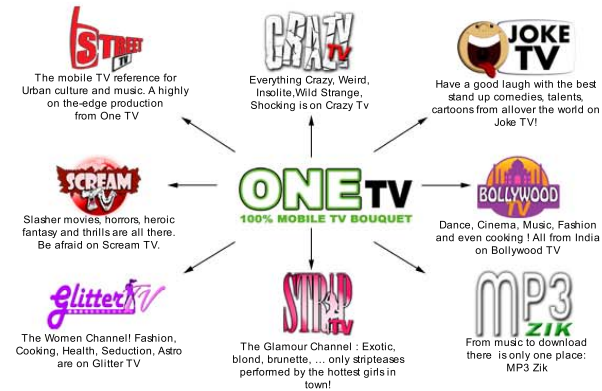 STREET
TV
The mobile TV reference for
Urban culture and music. A highly
on the-edge production
from One TV
CRAZY
TV
Everything Crazy, Weird,
Insolite,Wild Strange,
Shocking is on Crazy Tv
JOKE
TV
Have a good laugh with the best
stand up comedies, talents,
cartoons from allover the world on
Joke TV!
SCREAM
TV
Slasher movies, horrors, heroic
fantasy and thrills are all there.
Be afraid on Scream TV.
ONE TV
100% MOBILE TV BOUQUET
BOLLYWOOD
TV
Dance, Cinema, Music, Fashion
and even cooking ! All from India
on Bollywood TV
Glitter TV
The Women Channel! Fashion,
Cooking, Health, Seduction, Astro
are on Glitter TV
STRIP
TV
The Glamour Channel : Exotic,
blond, brunette, ... only stripteases
performed by the hottest girls in
town!
MP3
ZIK
From music to download
there is only one place:
MP3 Zik